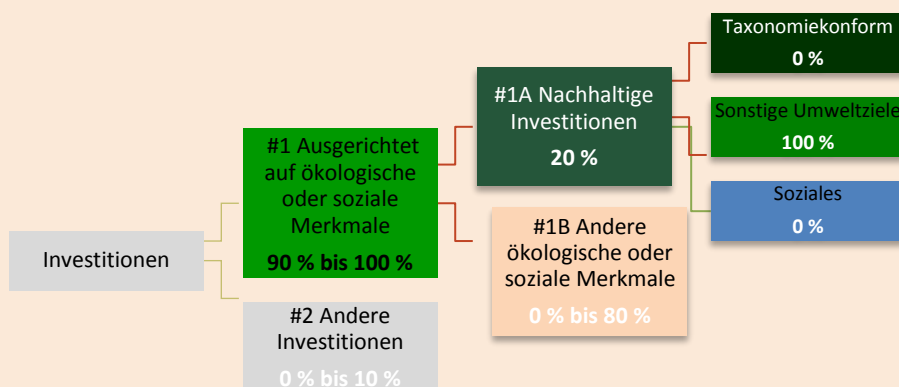 Investitionen
#1 Ausgerichtet
auf ökologische
oder soziale
Merkmale
90 % bis 100 %
#2 Andere
Investitionen
0 % bis 10 %
#1A Nachhaltige
Investitionen
20 %
#1B Andere
ökologische oder
soziale Merkmale
0 % bis 80 %
Taxonomiekonform
0 %
Sonstige Umweltziele
100 %
Soziales
0 %